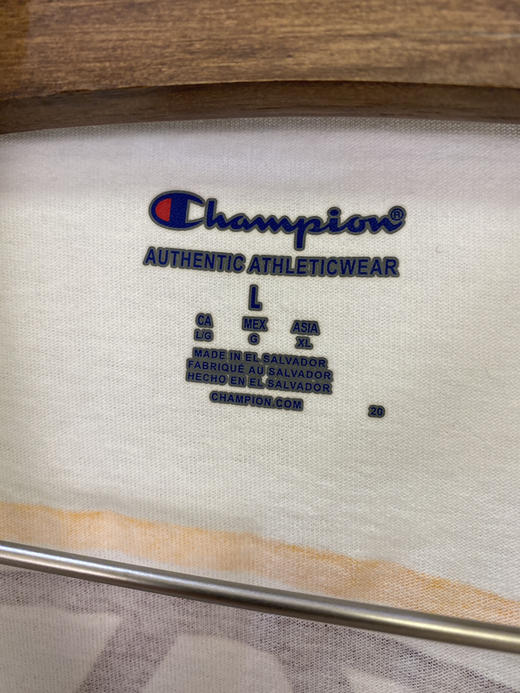 Champion®
AUTHENTIC ATHLETICWEAR
L
CA MEX ASIA
L/G G XL
MADE IN EL SALVADOR
FABRIQUÉ AU SALVADOR
HECHO EN EL SALVADOR
CHAMPION.COM
20